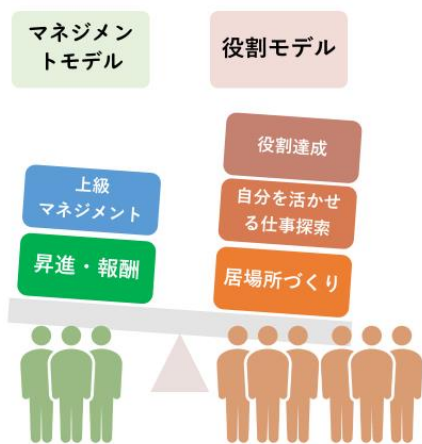 マネジメン
トモデル
役割モデル
上級
マネジメント
昇進・報酬
役割達成
自分を活かせ
る仕事探索
居場所づくり